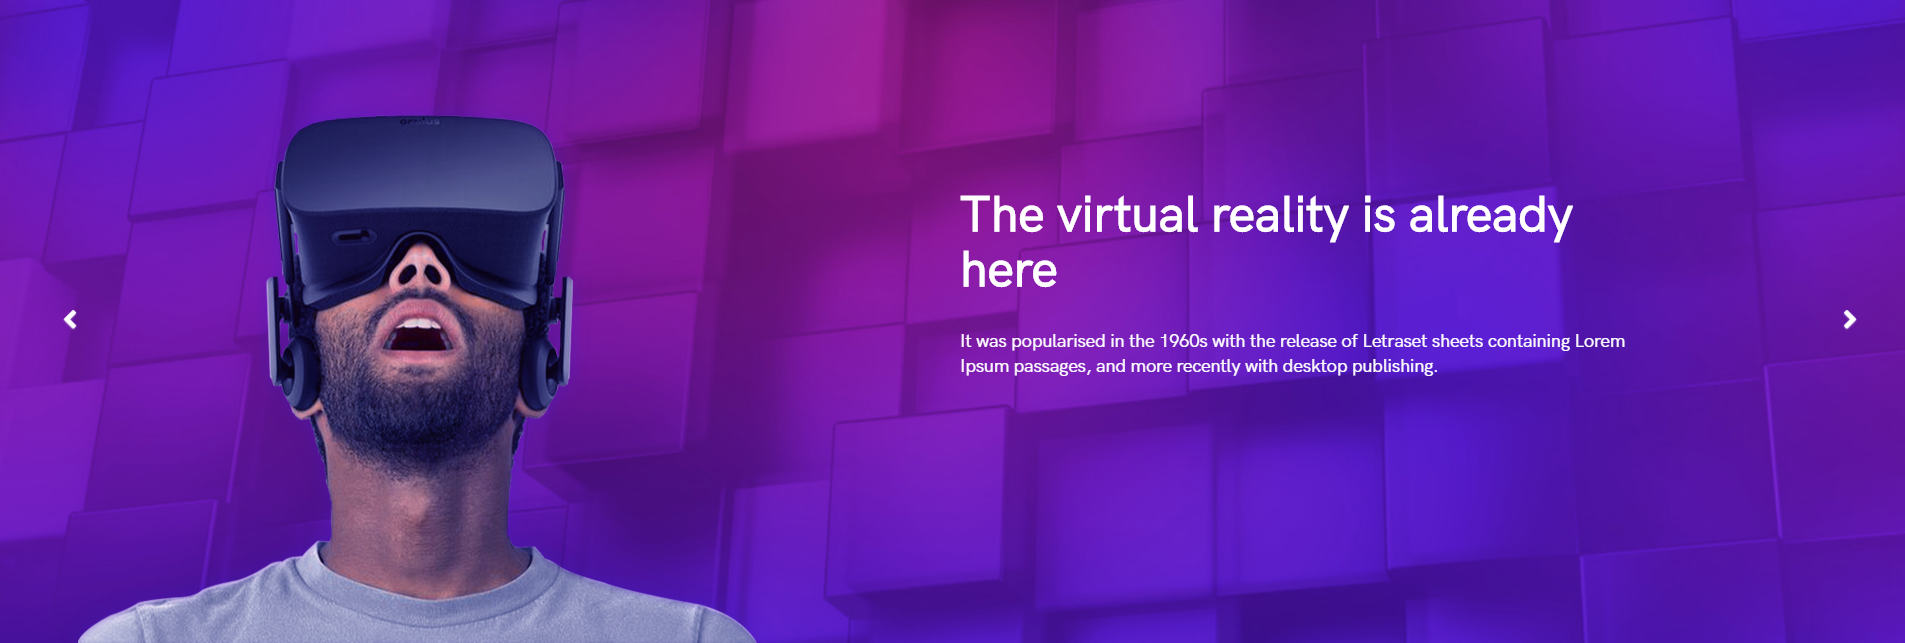 oculus
The virtual reality is already
here
It was popularised in the 1960s with the release of Letraset sheets containing Lorem
Ipsum passages, and more recently with desktop publishing.